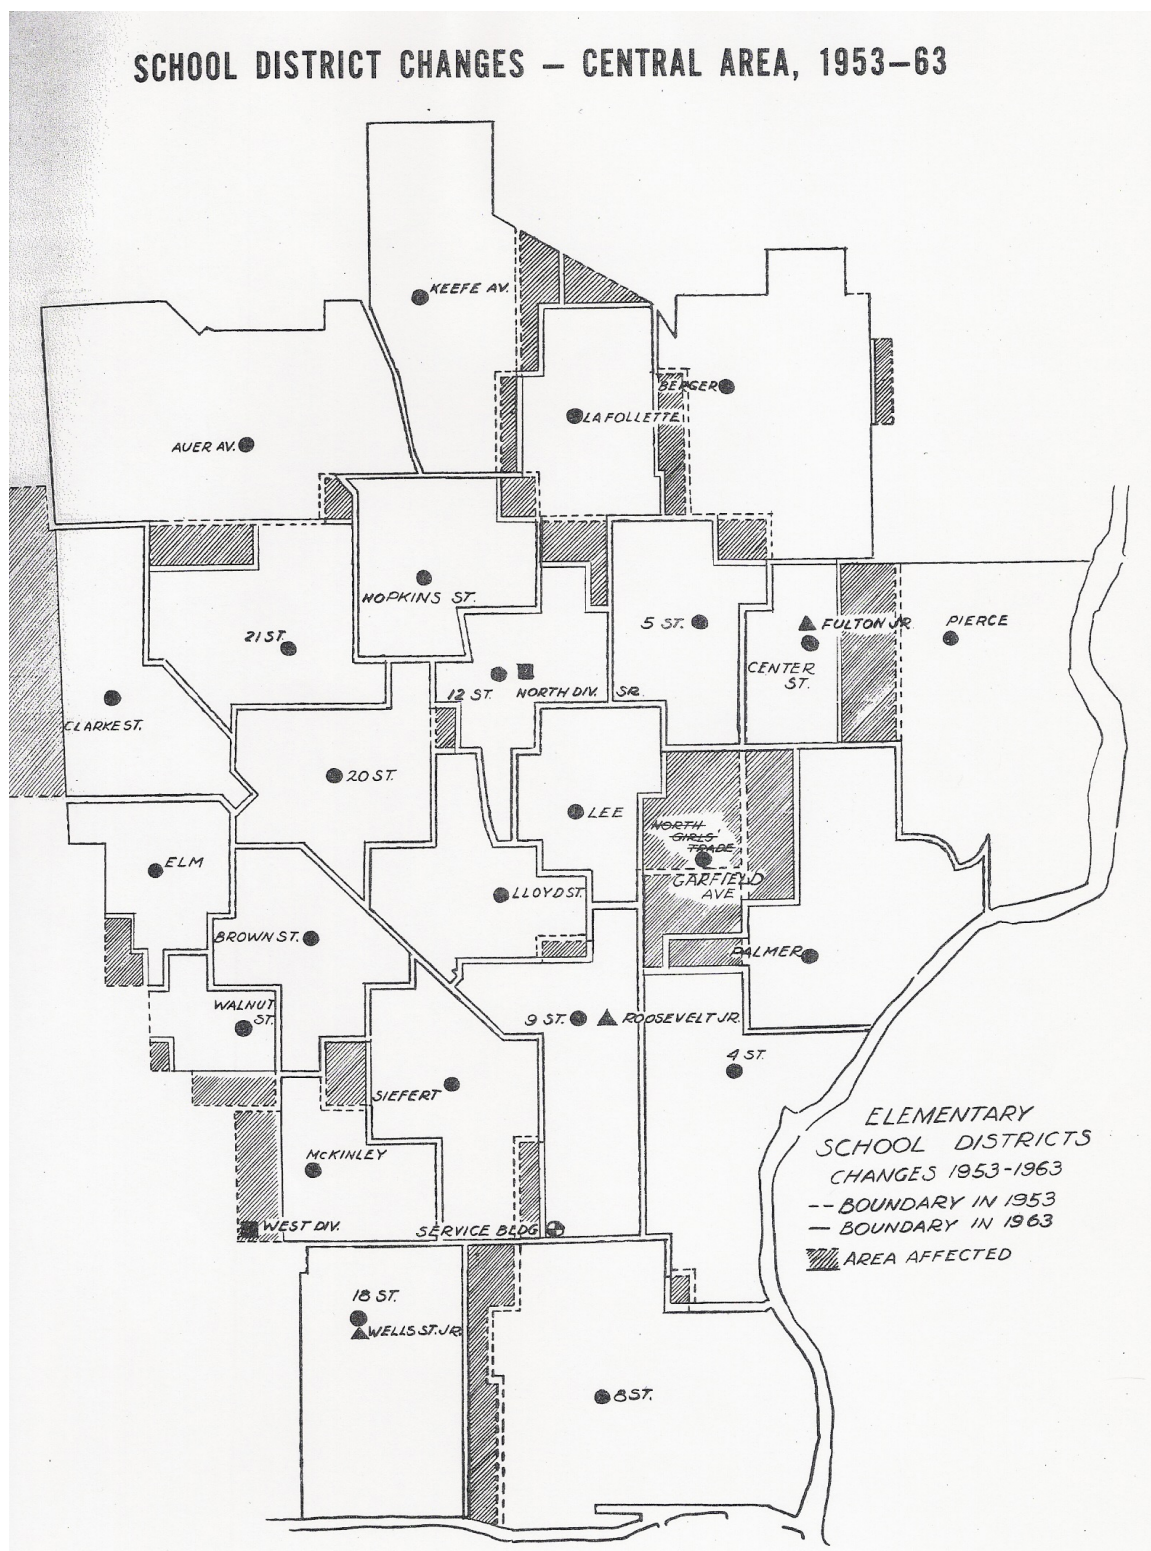 SCHOOL DISTRICT CHANGES — CENTRAL AREA, 1953—63
KEEFE AV.
BERGER
LA FOLLETTE
AUER AV.
HOPKINS ST.
21 ST.
5 ST.
FULTON JR.
PIERCE
CENTER
ST.
12 ST.
NORTH DIV. SR.
CLARKE ST.
20 ST.
LEE
NORTH
GIRLS'
TRADE
GARFIELD
AVE
ELM
LLOYD ST.
BROWN ST.
PALMER
WALNUT
ST.
9 ST.
ROOSEVELT JR.
4 ST.
SIEFERT
McKINLEY
WEST DIV.
SERVICE BLDG
18 ST.
WELLS ST. JR.
8 ST.
ELEMENTARY
SCHOOL DISTRICTS
CHANGES 1953-1963
-- BOUNDARY IN 1953
— BOUNDARY IN 1963
AREA AFFECTED